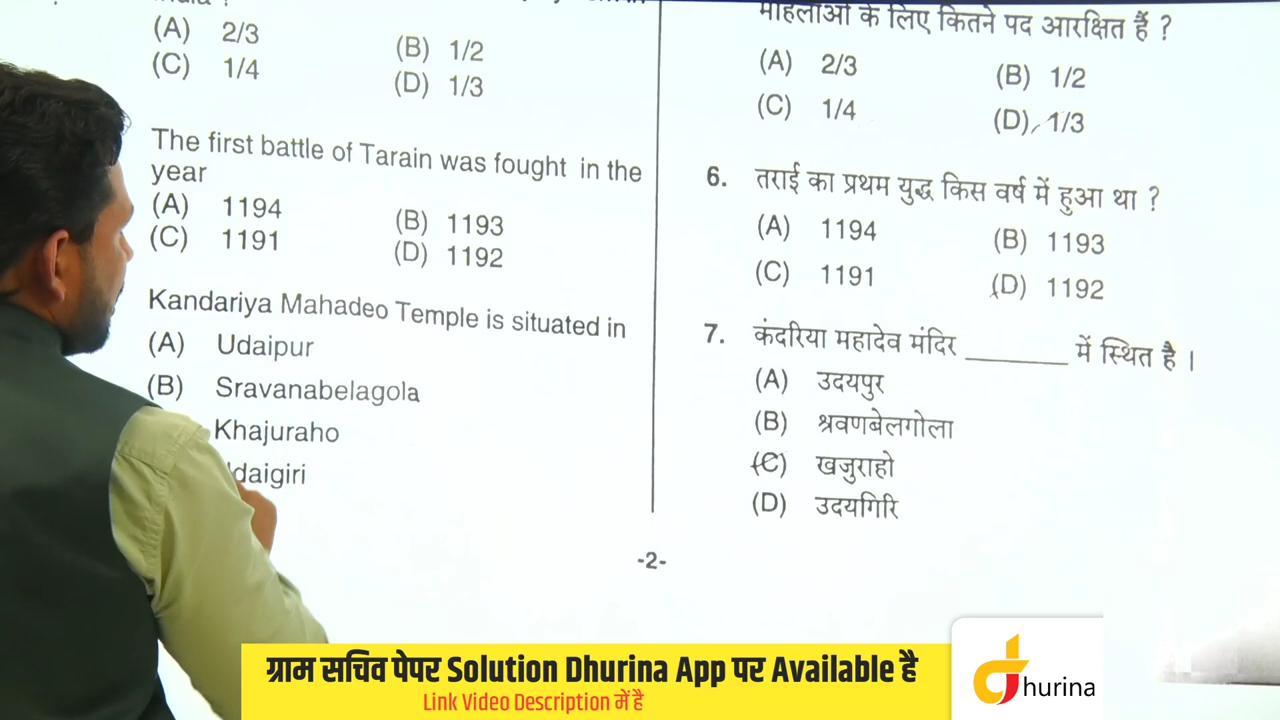 (A) 2/3
(B) 1/2
(C) 1/4
(D) 1/3
The first battle of Tarain was fought in the
year
(A) 1194
(B) 1193
(C) 1191
(D) 1192
Kandariya Mahadeo Temple is situated in
(A) Udaipur
(B) Sravanabelagola
Khajuraho
daigiri
महिलाओं के लिए कितने पद आरक्षित हैं ?
(A) 2/3
(B) 1/2
(C) 1/4
(D) 1/3
6. तराई का प्रथम युद्ध किस वर्ष में हुआ था ?
(A) 1194
(B) 1193
(C) 1191
(D) 1192
7. कंदरिया महादेव मंदिर ________ में स्थित है ।
(A) उदयपुर
(B) श्रवणबेलगोला
(C) खजुराहो
(D) उदयगिरि
-2-
ग्राम सचिव पेपर Solution Dhurina App पर Available है
Link Video Description में है
dhurina